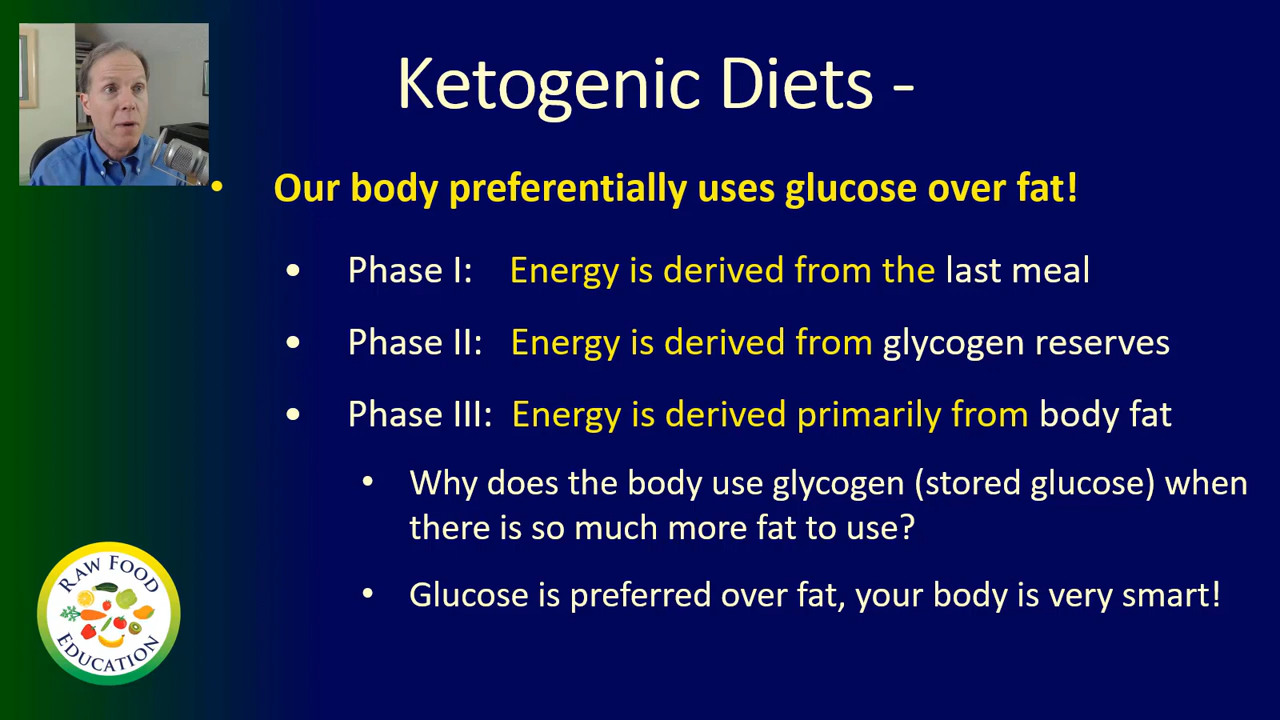 Ketogenic Diets -
• Our body preferentially uses glucose over fat!
• Phase I: Energy is derived from the last meal
• Phase II: Energy is derived from glycogen reserves
• Phase III: Energy is derived primarily from body fat
• Why does the body use glycogen (stored glucose) when
there is so much more fat to use?
• Glucose is preferred over fat, your body is very smart!
RAW FOOD
EDUCATION